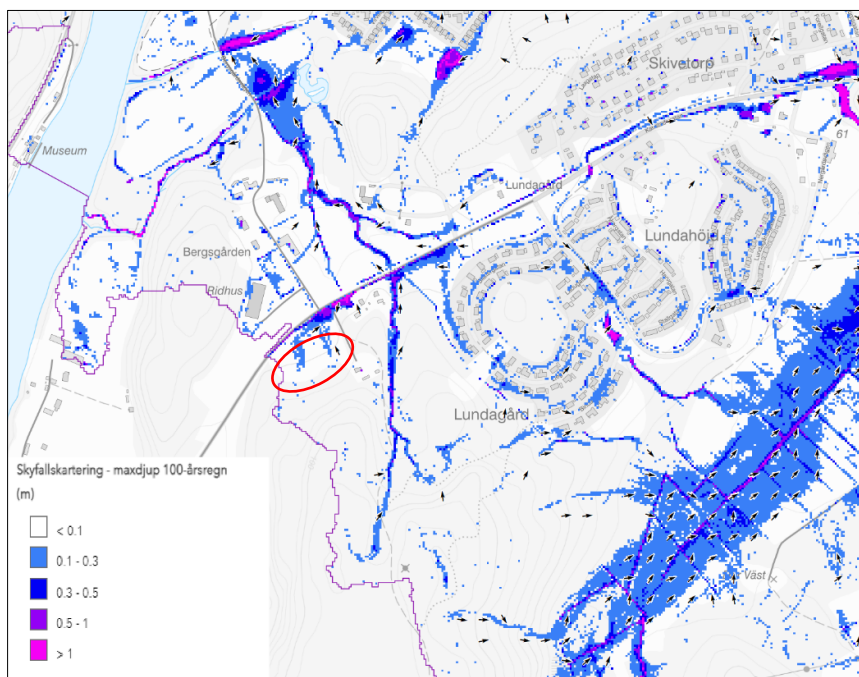 Skivetorp
61
Museum
Lundagård
Lundahöjd
Bergsgården
Ridhus
Lundagård
Skyfallskartering - maxdjup 100-årsregn
(m)
< 0.1
0.1 - 0.3
0.3 - 0.5
0.5 - 1
> 1
Väst